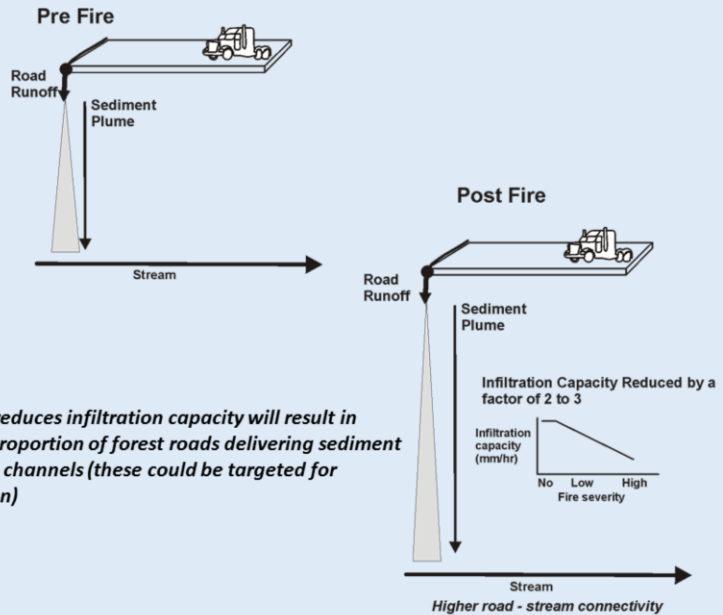 Pre Fire
Road
Runoff
Sediment
Plume
Stream
Post Fire
Road
Runoff
Sediment
Plume
Infiltration Capacity Reduced by a
factor of 2 to 3
Infiltration
capacity
(mm/hr)
No Low High
Fire severity
reduces infiltration capacity will result in
roportion of forest roads delivering sediment
channels (these could be targeted for
n)
Stream
Higher road - stream connectivity